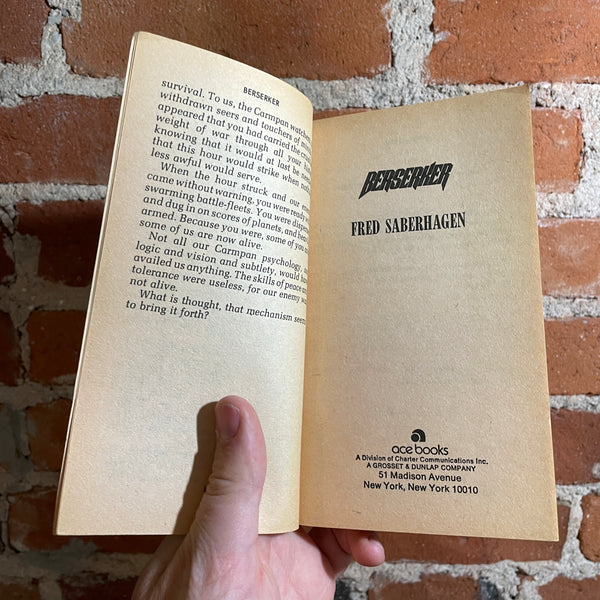 BERSERKER
survival. To us, the Carmpan watchers,
withdrawn seers and touchers of
appeared that you had carried the
weight of war through all your
knowing that it would at last be
that this hour would strike when
less awful would serve.
When the hour struck and our
came without warning, you were ready
swarming battle-fleets. You were
and dug in on scores of planets, and
armed. Because you were, some of you
some of us are now alive.
Not all our Carmpan psychology,
logic and vision and subtlety, would
availed us anything. The skills of peace
tolerance were useless, for our enemy
not alive.
What is thought, that mechanism
to bring it forth?
BERSERKER
FRED SABERHAGEN
ace books
A Division of Charter Communications Inc.
A GROSSET & DUNLAP COMPANY
51 Madison Avenue
New York, New York 10010